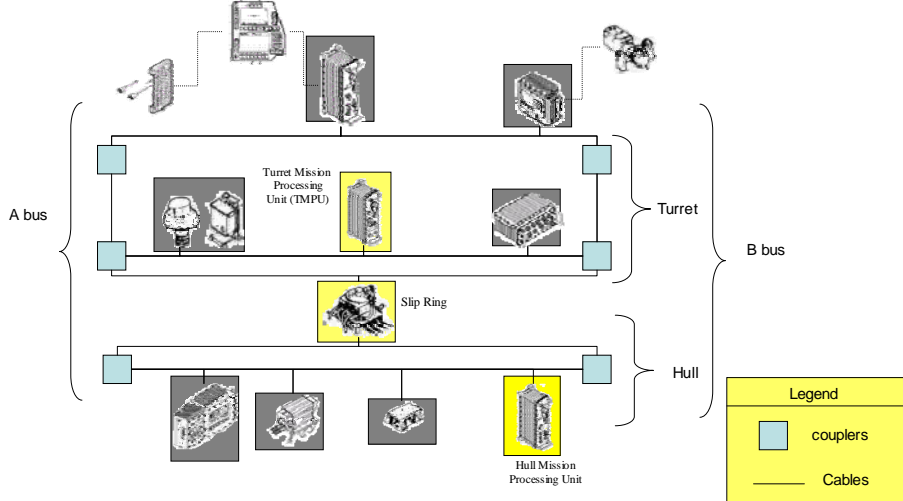 Turret Mission
Processing
Unit (TMPU)
Turret
A bus
B bus
Slip Ring
Hull
Legend
couplers
Cables
Hull Mission
Processing Unit